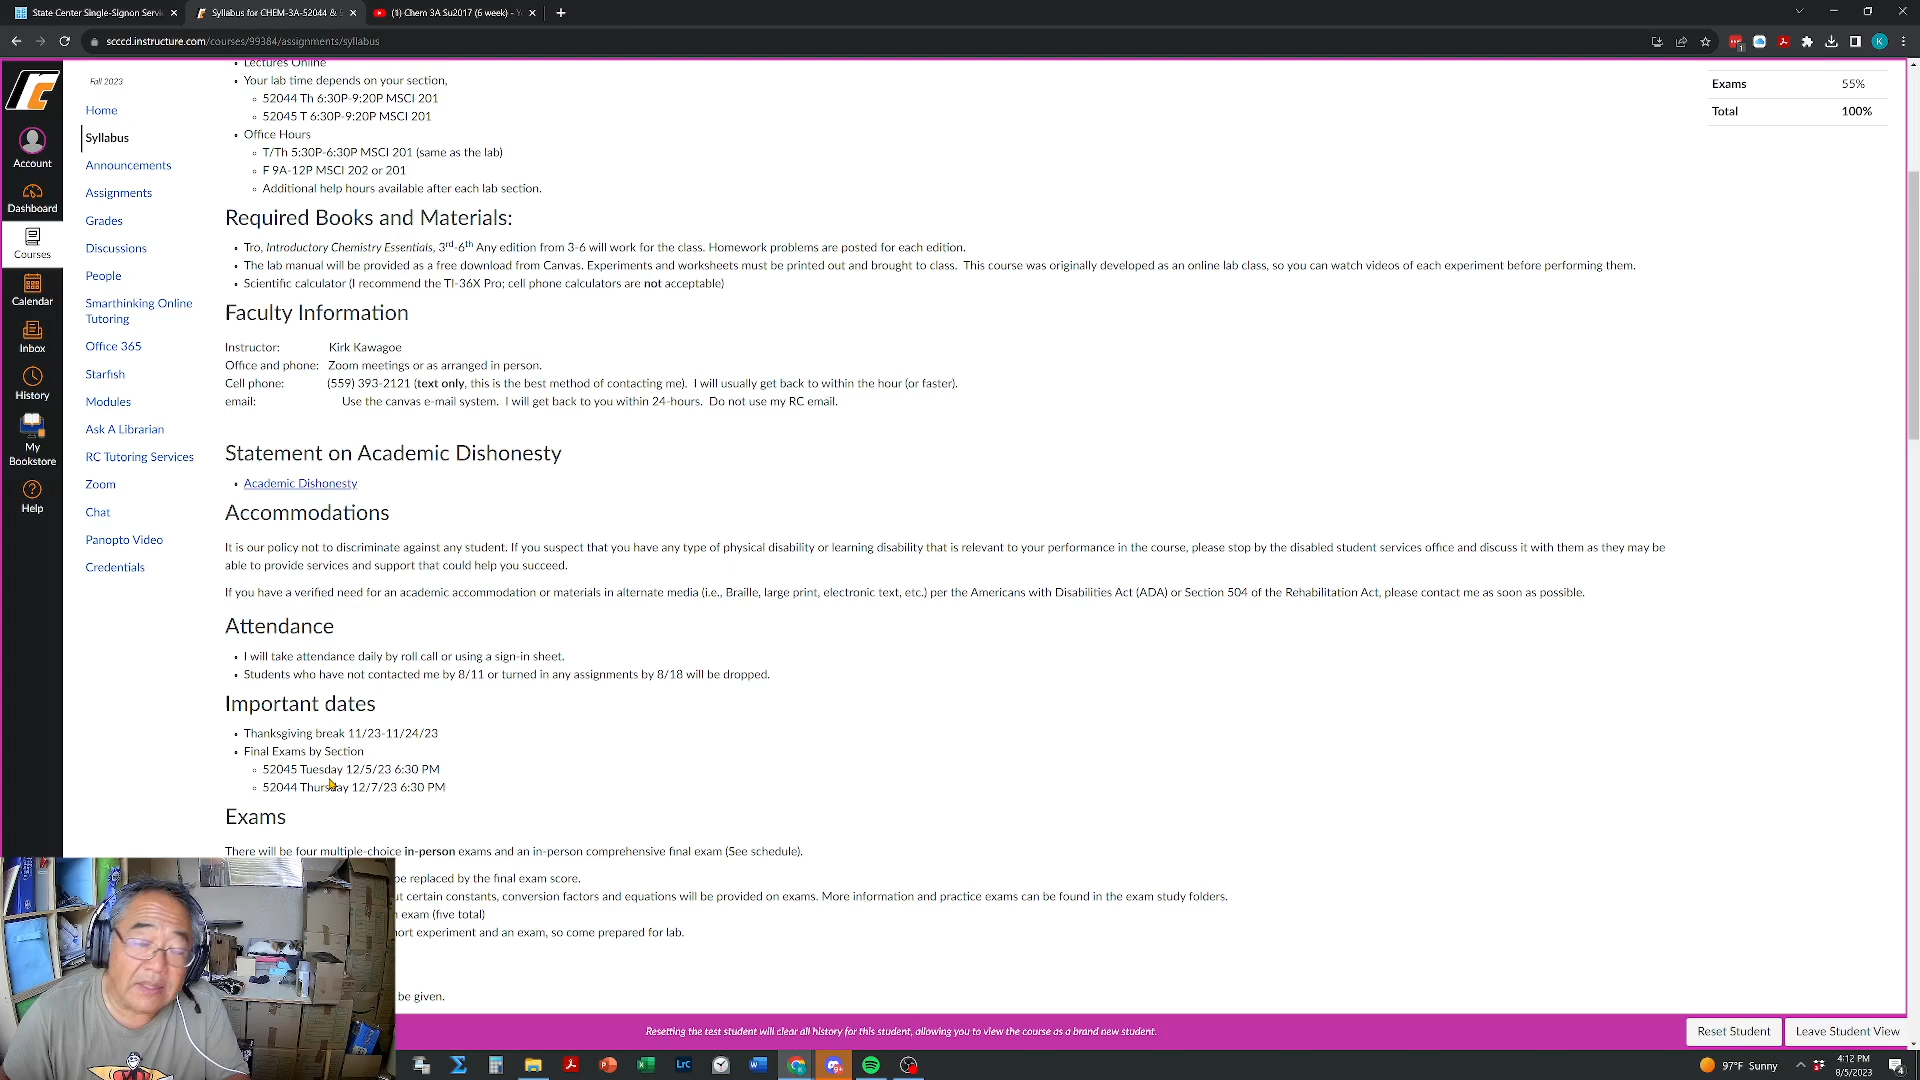 State Center Single-Signon Servi
Syllabus for CHEM-3A-52044 &
(1) Chem 3A Su2017 (6 week) -
scccd.instructure.com/courses/99384/assignments/syllabus
Fall 2023
Home
Syllabus
Announcements
Assignments
Grades
Discussions
People
Smarthinking Online
Tutoring
Office 365
Starfish
Modules
Ask A Librarian
RC Tutoring Services
Zoom
Chat
Panopto Video
Credentials
Account
Dashboard
Courses
Calendar
Inbox
History
My
Bookstore
Help
Lectures Online
Your lab time depends on your section,
52044 Th 6:30P-9:20P MSCI 201
52045 T 6:30P-9:20P MSCI 201
Office Hours
T/Th 5:30P-6:30P MSCI 201 (same as the lab)
F 9A-12P MSCI 202 or 201
Additional help hours available after each lab section.
Required Books and Materials:
Tro, Introductory Chemistry Essentials, 3rd-6th Any edition from 3-6 will work for the class. Homework problems are posted for each edition.
The lab manual will be provided as a free download from Canvas. Experiments and worksheets must be printed out and brought to class. This course was originally developed as an online lab class, so you can watch videos of each experiment before performing them.
Scientific calculator (I recommend the TI-36X Pro; cell phone calculators are not acceptable)
Faculty Information
Instructor: Kirk Kawagoe
Office and phone: Zoom meetings or as arranged in person.
Cell phone: (559) 393-2121 (text only, this is the best method of contacting me). I will usually get back to within the hour (or faster).
email: Use the canvas e-mail system. I will get back to you within 24-hours. Do not use my RC email.
Statement on Academic Dishonesty
Academic Dishonesty
Accommodations
It is our policy not to discriminate against any student. If you suspect that you have any type of physical disability or learning disability that is relevant to your performance in the course, please stop by the disabled student services office and discuss it with them as they may be
able to provide services and support that could help you succeed.
If you have a verified need for an academic accommodation or materials in alternate media (i.e., Braille, large print, electronic text, etc.) per the Americans with Disabilities Act (ADA) or Section 504 of the Rehabilitation Act, please contact me as soon as possible.
Attendance
I will take attendance daily by roll call or using a sign-in sheet.
Students who have not contacted me by 8/11 or turned in any assignments by 8/18 will be dropped.
Important dates
Thanksgiving break 11/23-11/24/23
Final Exams by Section
52045 Tuesday 12/5/23 6:30 PM
52044 Thursday 12/7/23 6:30 PM
Exams
There will be four multiple-choice in-person exams and an in-person comprehensive final exam (See schedule).
be replaced by the final exam score.
ut certain constants, conversion factors and equations will be provided on exams. More information and practice exams can be found in the exam study folders.
exam (five total)
ort experiment and an exam, so come prepared for lab.
be given.
Exams 55%
Total 100%
Resetting the test student will clear all history for this student, allowing you to view the course as a brand new student.
Reset Student
Leave Student View
97°F Sunny
4:12 PM
8/5/2023